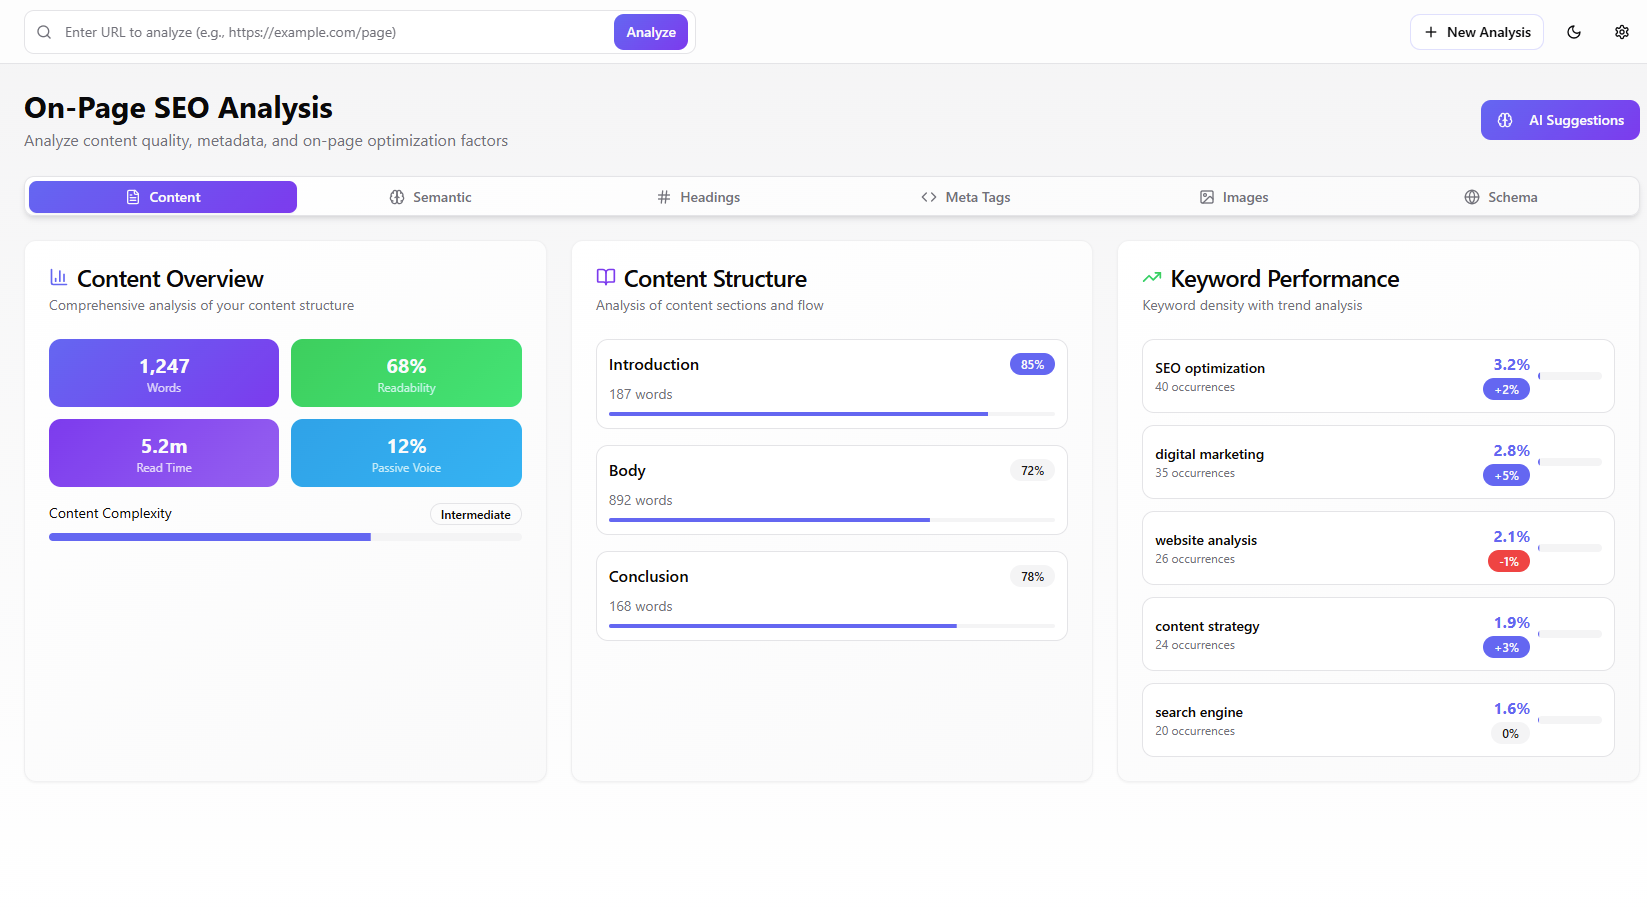 Enter URL to analyze (e.g., https://example.com/page)
Analyze
New Analysis
On-Page SEO Analysis
Analyze content quality, metadata, and on-page optimization factors
AI Suggestions
Content
Semantic
Headings
Meta Tags
Images
Schema
Content Overview
Comprehensive analysis of your content structure
1,247
Words
68%
Readability
5.2m
Read Time
12%
Passive Voice
Content Complexity
Intermediate
Content Structure
Analysis of content sections and flow
Introduction
85%
187 words
Body
72%
892 words
Conclusion
78%
168 words
Keyword Performance
Keyword density with trend analysis
SEO optimization
40 occurrences
3.2%
+2%
digital marketing
35 occurrences
2.8%
+5%
website analysis
26 occurrences
2.1%
-1%
content strategy
24 occurrences
1.9%
+3%
search engine
20 occurrences
1.6%
0%